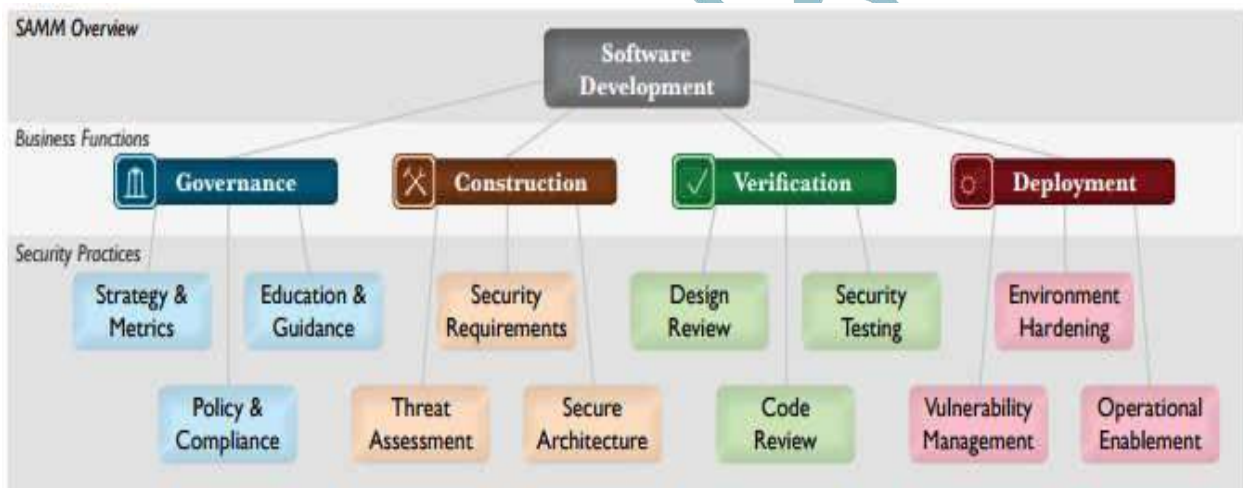 SAMM Overview
Software
Development
Business Functions
Governance
Construction
Verification
Deployment
Security Practices
Strategy &
Metrics
Education &
Guidance
Security
Requirements
Design
Review
Security
Testing
Environment
Hardening
Policy &
Compliance
Threat
Assessment
Secure
Architecture
Code
Review
Vulnerability
Management
Operational
Enablement